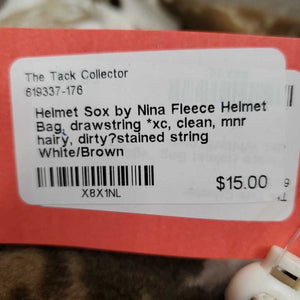 The Tack Collector
619337-176
Helmet Sox by Nina Fleece Helmet
Bag, drawstring *xc, clean, mnr
hairy, dirty?stained string
White/Brown
X8X1NL
$15.00